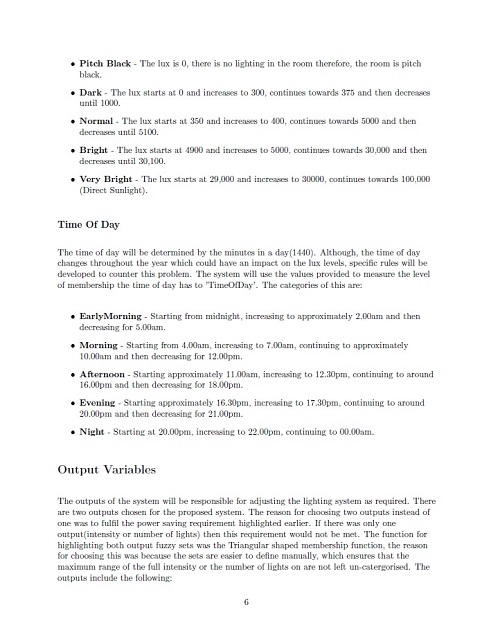 • Pitch Black - The lux is 0, there is no lighting in the room therefore, the room is pitch
black.
• Dark - The lux starts at 0 and increases to 300, continues towards 375 and then decreases
until 1000.
• Normal - The lux starts at 350 and increases to 400, continues towards 5000 and then
decreases until 5100.
• Bright - The lux starts at 4900 and increases to 5000, continues towards 30,000 and then
decreases until 30,100.
• Very Bright - The lux starts at 29,000 and increases to 30000, continues towards 100,000
(Direct Sunlight).
Time Of Day
The time of day will be determined by the minutes in a day(1440). Although, the time of day
changes throughout the year which could have an impact on the lux levels, specific rules will be
developed to counter this problem. The system will use the values provided to measure the level
of membership the time of day has to 'TimeOfDay'. The categories of this are:
• EarlyMorning - Starting from midnight, increasing to approximately 2.00am and then
decreasing for 5.00am.
• Morning - Starting from 4.00am, increasing to 7.00am, continuing to approximately
10.00am and then decreasing for 12.00pm.
• Afternoon - Starting approximately 11.00am, increasing to 12.30pm, continuing to around
16.00pm and then decreasing for 18.00pm.
• Evening - Starting approximately 16.30pm, increasing to 17.30pm, continuing to around
20.00pm and then decreasing for 21.00pm.
• Night - Starting at 20.00pm, increasing to 22.00pm, continuing to 00.00am.
Output Variables
The outputs of the system will be responsible for adjusting the lighting system as required. There
are two outputs chosen for the proposed system. The reason for choosing two outputs instead of
one was to fulfil the power saving requirement highlighted earlier. If there was only one
output(intensity or number of lights) then this requirement would not be met. The function for
highlighting both output fuzzy sets was the Triangular shaped membership function, the reason
for choosing this was because the sets are easier to define manually, which ensures that the
maximum range of the full intensity or the number of lights on are not left un-catergorised. The
outputs include the following:
6